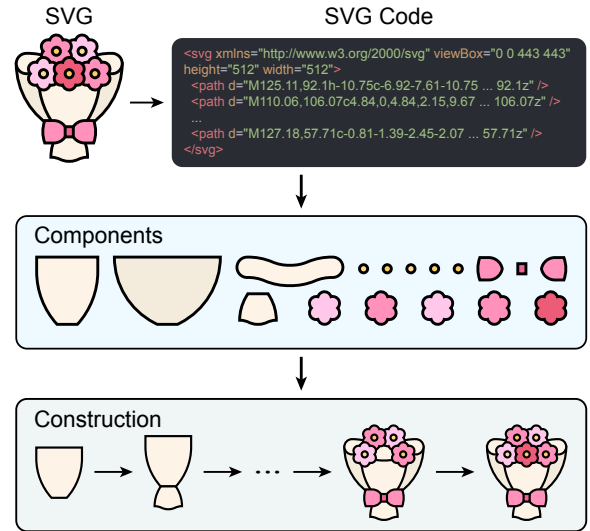 SVG
SVG Code
<svg xmlns="http://www.w3.org/2000/svg" viewBox="0 0 443 443"
height="512" width="512">
<path d="M125.11,92.1h-10.75c-6.92-7.61-10.75 ... 92.1z" />
<path d="M110.06,106.07c4.84,0,4.84,2.15,9.67 ... 106.07z" />
...
<path d="M127.18,57.71c-0.81-1.39-2.45-2.07 ... 57.71z" />
</svg>
Components
Construction
...